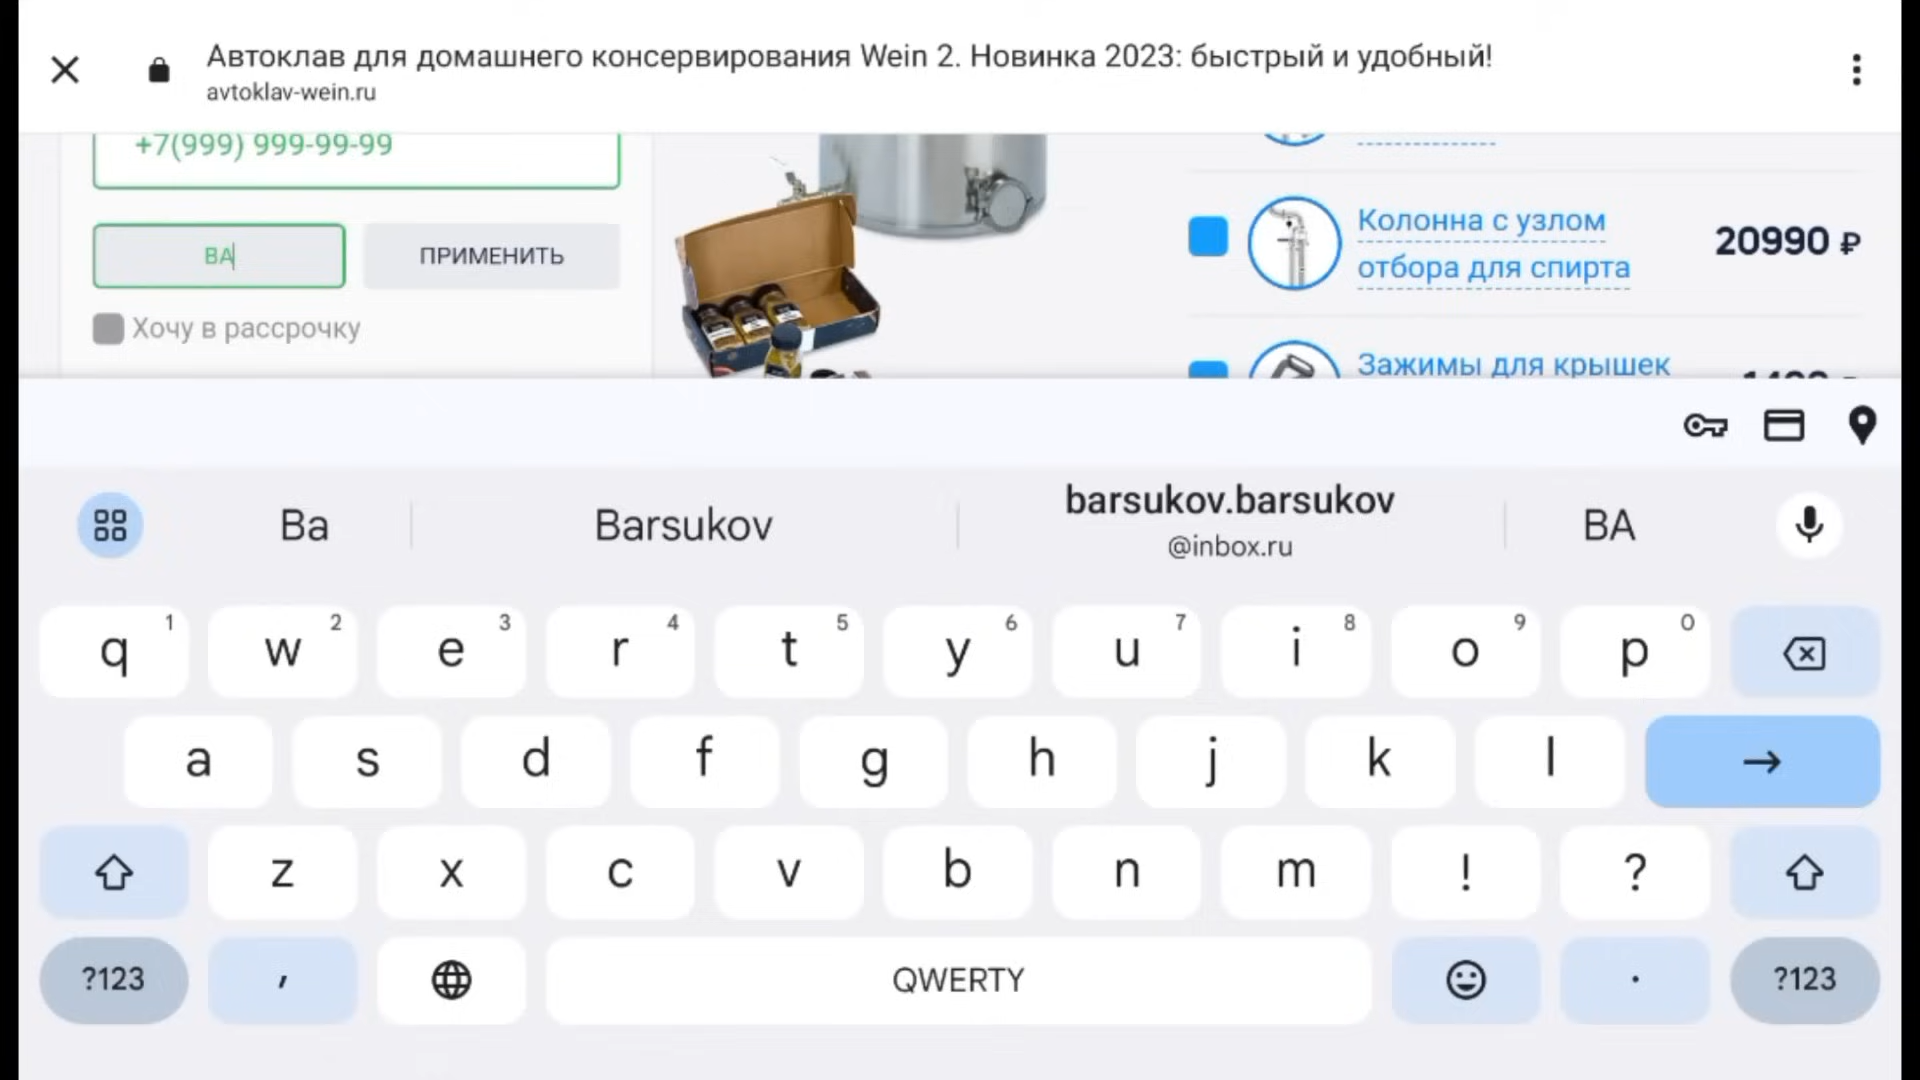 Автоклав для домашнего консервирования Wein 2. Новинка 2023: быстрый и удобный!
avtoklav-wein.ru
+7(999) 999-99-99
BA
ПРИМЕНИТЬ
Хочу в рассрочку
Колонна с узлом
отбора для спирта
20990 ₽
Зажимы для крышек
Ba
Barsukov
barsukov.barsukov
@inbox.ru
BA
q 1 w 2 e 3 r 4 t 5 y 6 u 7 i 8 o 9 p 0
a s d f g h j k l →
z x c v b n m ! ?
?123 , QWERTY . ?123